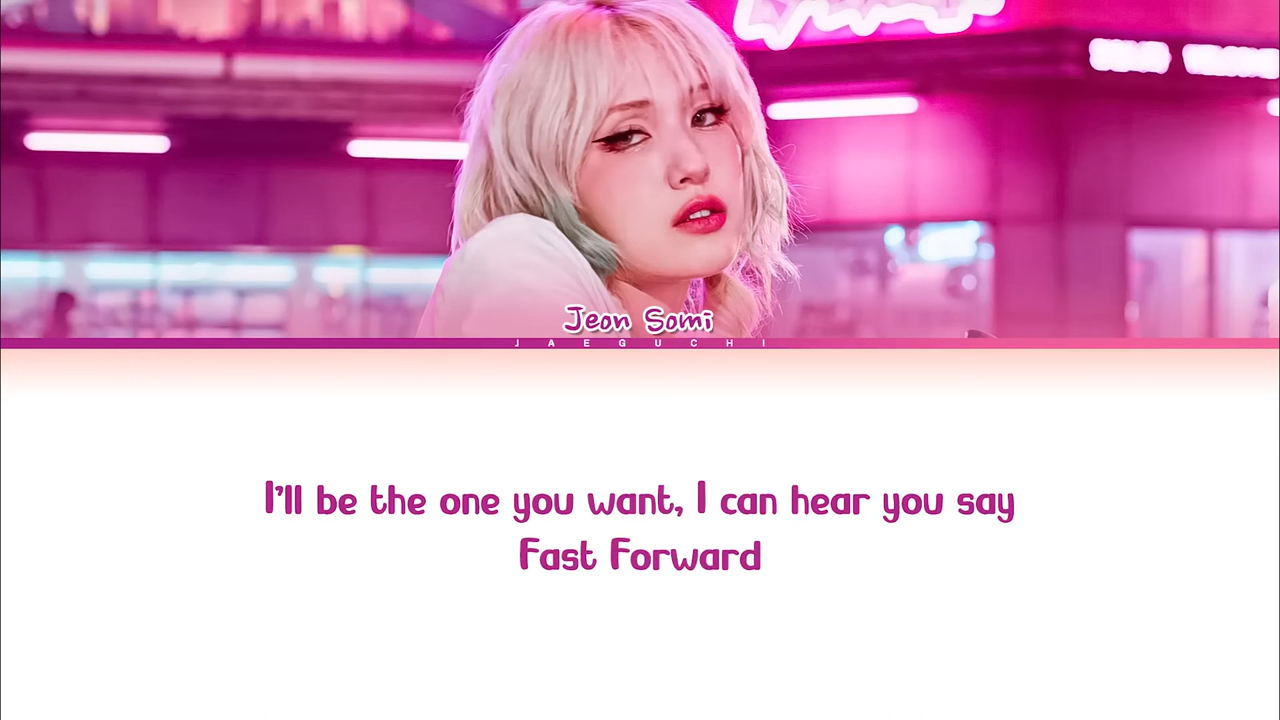 Jeon Somi
JAEGUCHI
I'll be the one you want, I can hear you say
Fast Forward